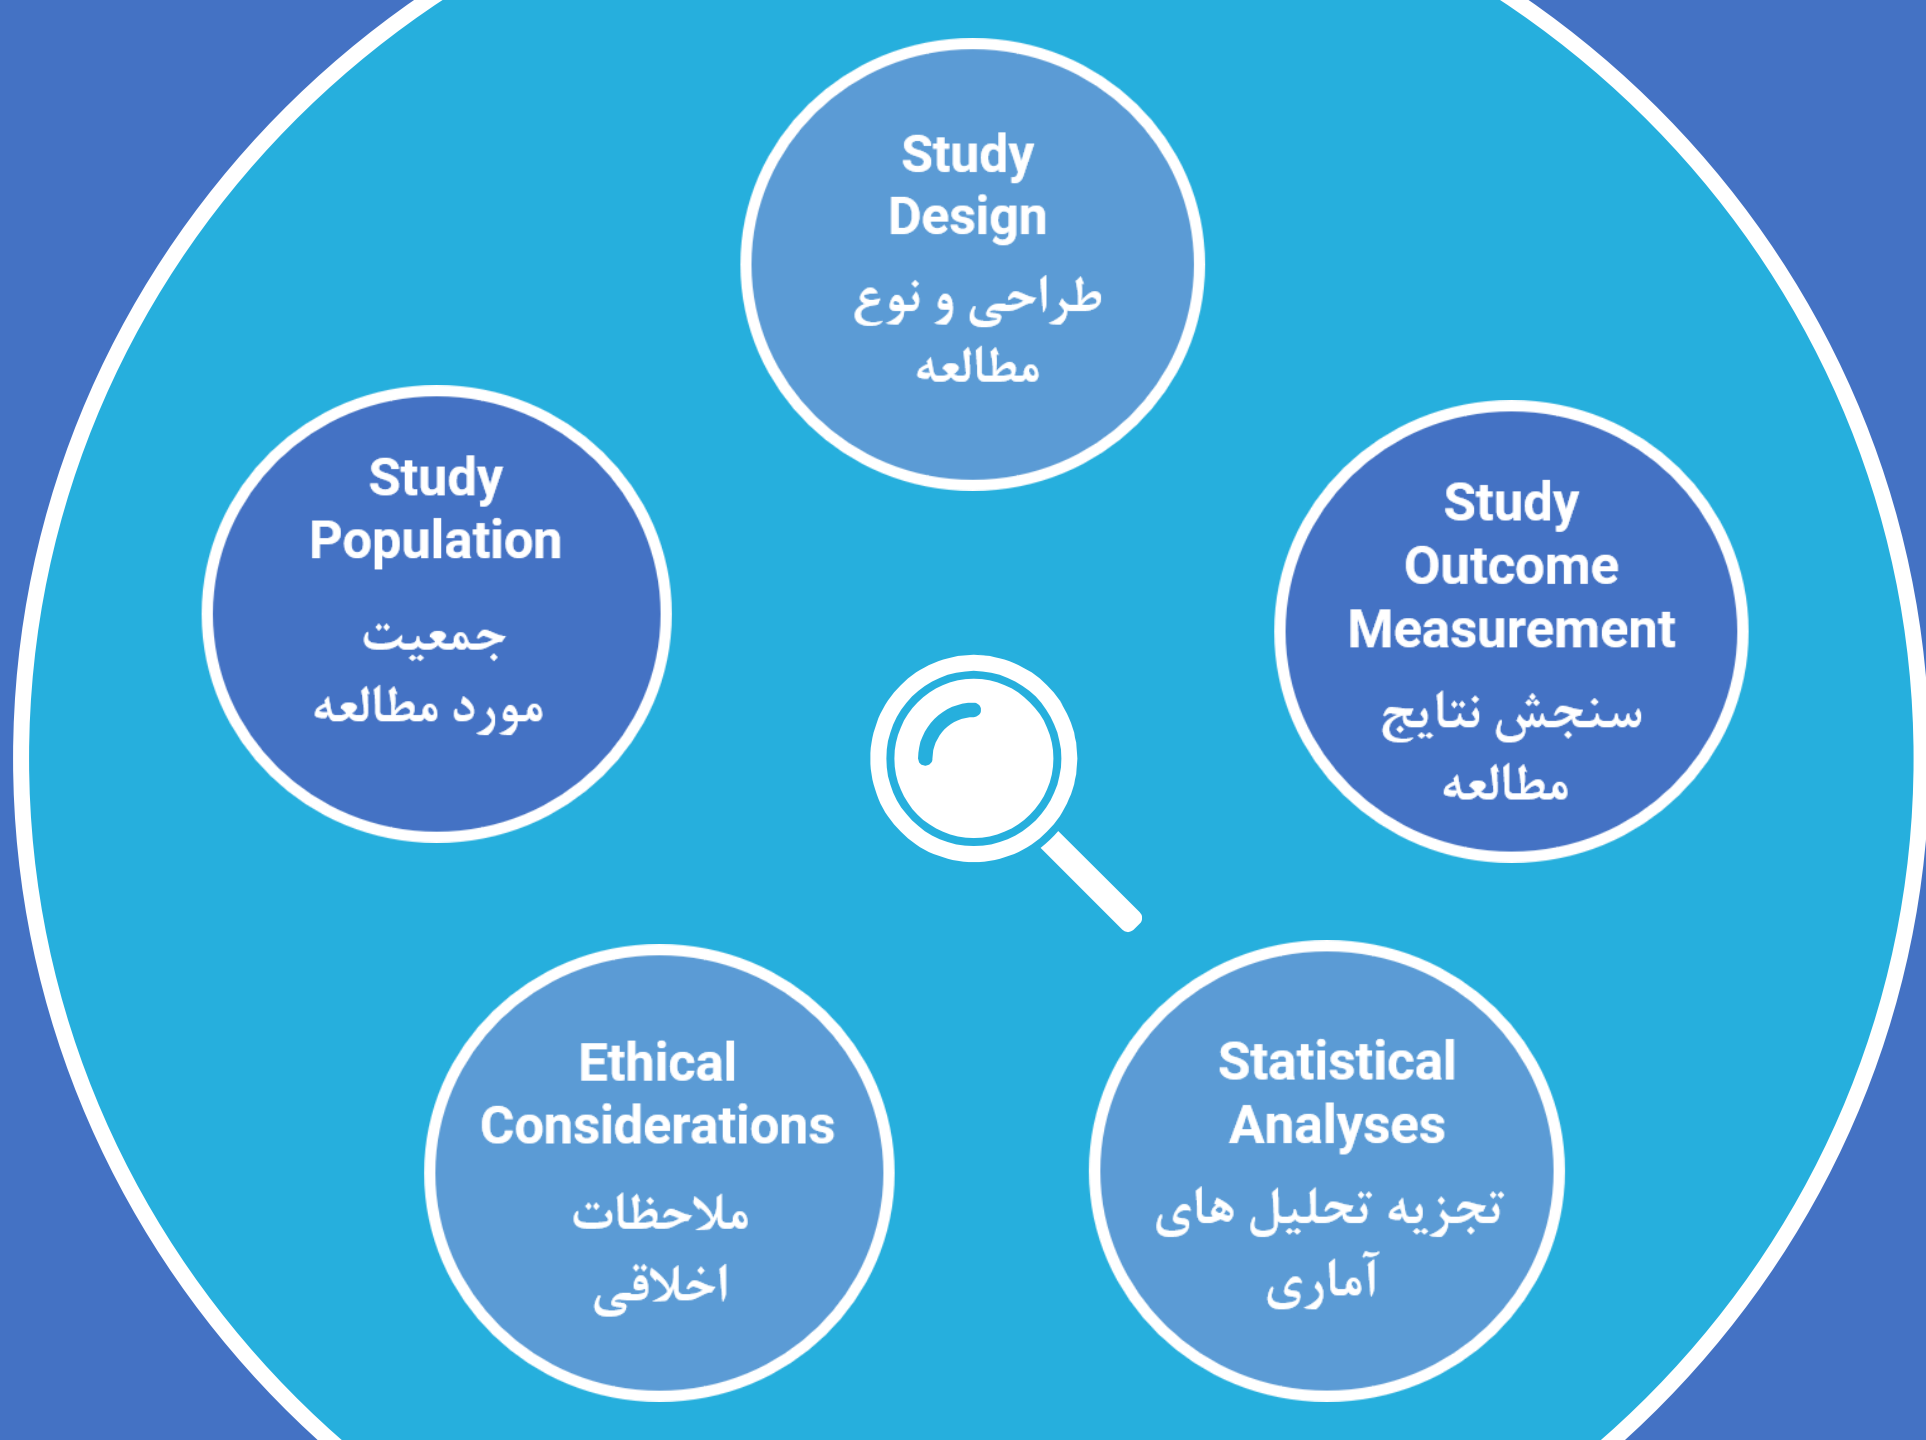 Study
Design
طراحی و نوع
مطالعه
Study
Population
جمعیت
مورد مطالعه
Study
Outcome
Measurement
سنجش نتایج
مطالعه
Ethical
Considerations
ملاحظات
اخلاقی
Statistical
Analyses
تجزیه تحلیل های
آماری